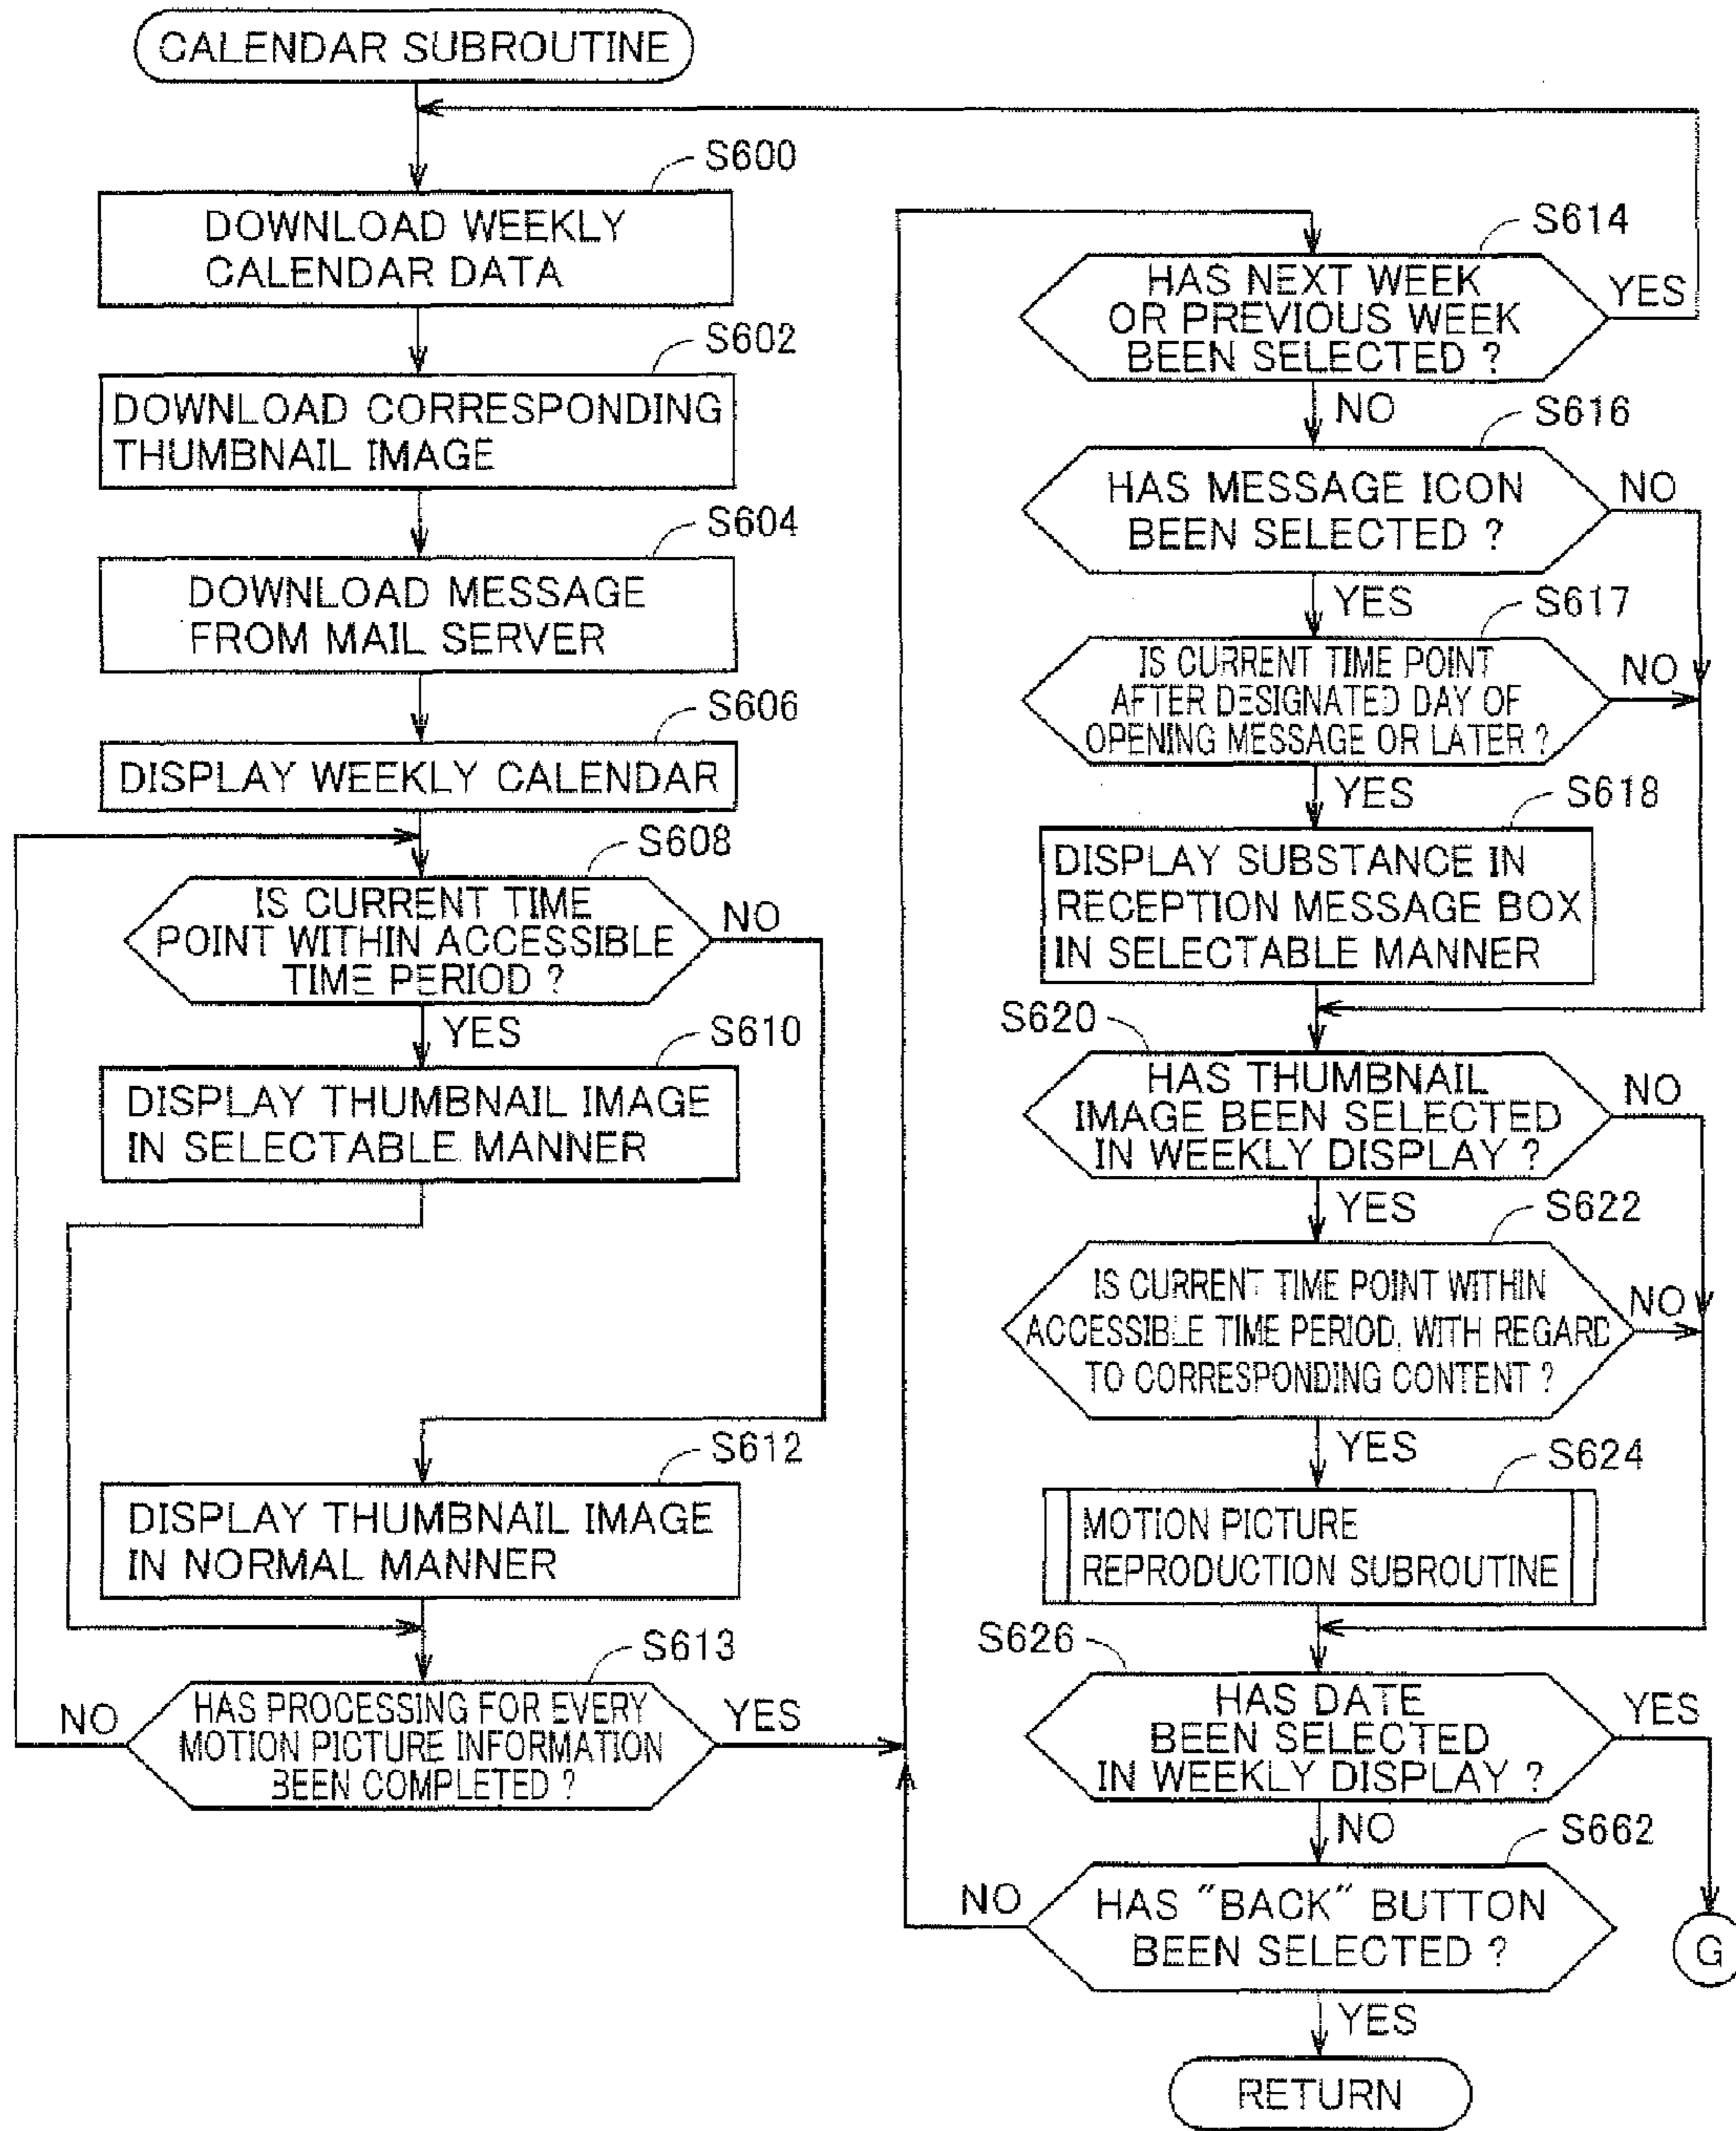 CALENDAR SUBROUTINE
S600
DOWNLOAD WEEKLY
CALENDAR DATA
S602
DOWNLOAD CORRESPONDING
THUMBNAIL IMAGE
S604
DOWNLOAD MESSAGE
FROM MAIL SERVER
S606
DISPLAY WEEKLY CALENDAR
S608
IS CURRENT TIME
POINT WITHIN ACCESSIBLE
TIME PERIOD ?
NO
YES
S610
DISPLAY THUMBNAIL IMAGE
IN SELECTABLE MANNER
S612
DISPLAY THUMBNAIL IMAGE
IN NORMAL MANNER
S613
HAS PROCESSING FOR EVERY
MOTION PICTURE INFORMATION
BEEN COMPLETED ?
NO
YES
S614
HAS NEXT WEEK
OR PREVIOUS WEEK
BEEN SELECTED ?
YES
NO
S616
HAS MESSAGE ICON
BEEN SELECTED ?
NO
YES
S617
IS CURRENT TIME POINT
AFTER DESIGNATED DAY OF
OPENING MESSAGE OR LATER ?
NO
YES
S618
DISPLAY SUBSTANCE IN
RECEPTION MESSAGE BOX
IN SELECTABLE MANNER
S620
HAS THUMBNAIL
IMAGE BEEN SELECTED
IN WEEKLY DISPLAY ?
NO
YES
S622
IS CURRENT TIME POINT WITHIN
ACCESSIBLE TIME PERIOD, WITH REGARD
TO CORRESPONDING CONTENT ?
NO
YES
S624
MOTION PICTURE
REPRODUCTION SUBROUTINE
S626
HAS DATE
BEEN SELECTED
IN WEEKLY DISPLAY ?
YES
NO
S662
HAS "BACK" BUTTON
BEEN SELECTED ?
NO
G
YES
RETURN